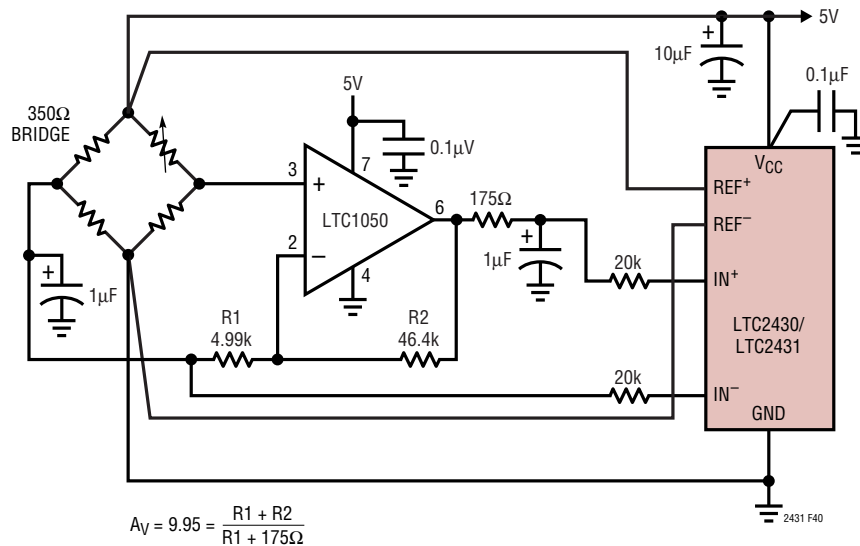 5V
10µF
+
0.1µF
350Ω
BRIDGE
5V
0.1µV
7
VCC
REF+
3
+
LTC1050
6
175Ω
REF–
2
–
4
+
1µF
20k
IN+
+
1µF
R1
4.99k
R2
46.4k
LTC2430/
LTC2431
20k
IN–
GND
AV = 9.95 = R1 + R2
R1 + 175Ω
2431 F40